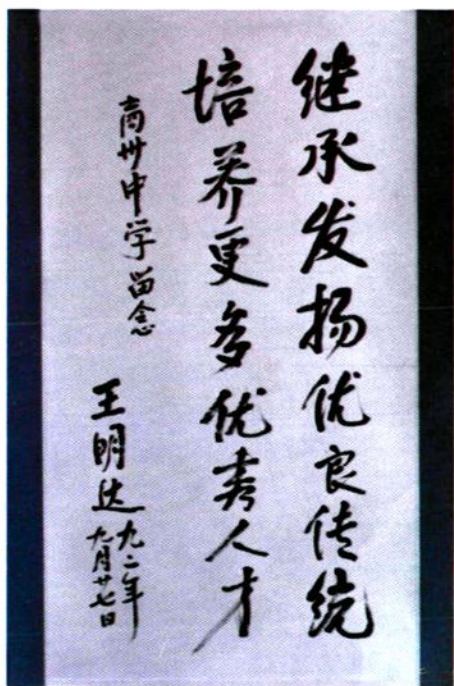 继承发扬优良传统
培养更多优秀人才
商州中学留念
王明达
九二年
九月廿七日